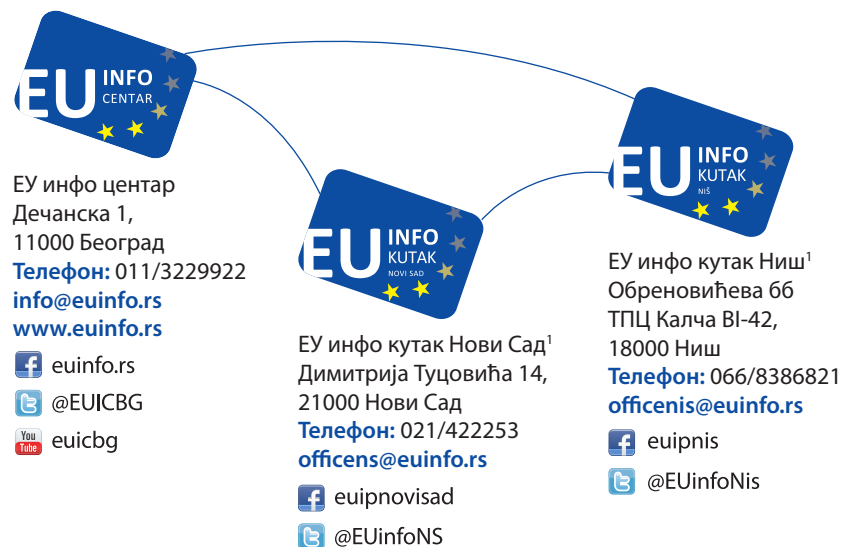 EU INFO
CENTAR
ЕУ инфо центар
Дечанска 1,
11000 Београд
Телефон: 011/3229922
info@euinfo.rs
www.euinfo.rs
euinfo.rs
@EUICBG
You
Tube
euicbg
EU INFO
KUTAK
NOVI SAD
ЕУ инфо кутак Нови Сад¹
Димитрија Туцовића 14,
21000 Нови Сад
Телефон: 021/422253
officens@euinfo.rs
euipnovisad
@EUinfoNS
EU INFO
KUTAK
NIŠ
ЕУ инфо кутак Ниш¹
Обреновићева бб
ТПЦ Калча BI-42,
18000 Ниш
Телефон: 066/8386821
officenis@euinfo.rs
euipnis
@EUinfoNis